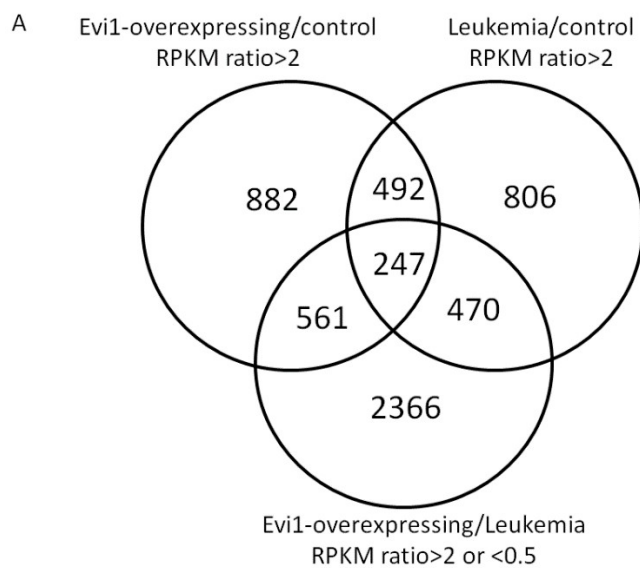 A
Evi1-overexpressing/control
RPKM ratio>2
Leukemia/control
RPKM ratio>2
882
492
806
247
561
470
2366
Evi1-overexpressing/Leukemia
RPKM ratio>2 or <0.5